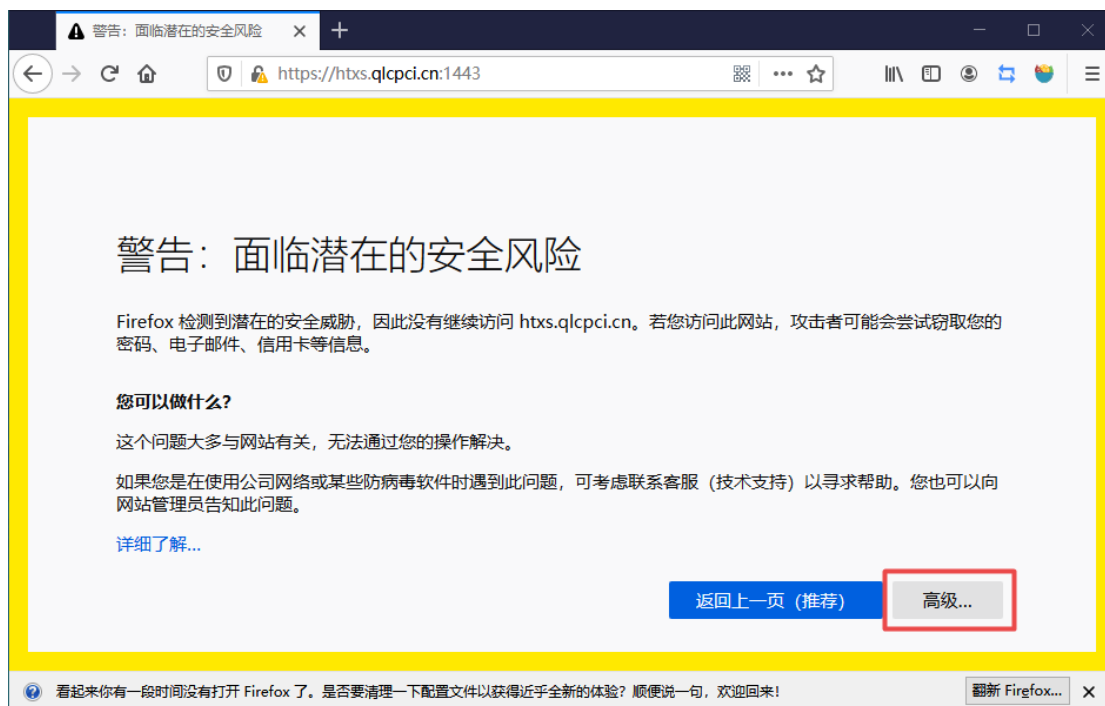 警告：面临潜在的安全风险
https://htxs.qlcpci.cn:1443
警告：面临潜在的安全风险
Firefox 检测到潜在的安全威胁，因此没有继续访问 htxs.qlcpci.cn。若您访问此网站，攻击者可能会尝试窃取您的
密码、电子邮件、信用卡等信息。
您可以做什么？
这个问题大多与网站有关，无法通过您的操作解决。
如果您是在使用公司网络或某些防病毒软件时遇到此问题，可考虑联系客服（技术支持）以寻求帮助。您也可以向
网站管理员告知此问题。
详细了解...
返回上一页（推荐） 高级...
看起来你有一段时间没有打开 Firefox 了。是否要清理一下配置文件以获得近乎全新的体验？顺便说一句，欢迎回来！ 翻新 Firefox...